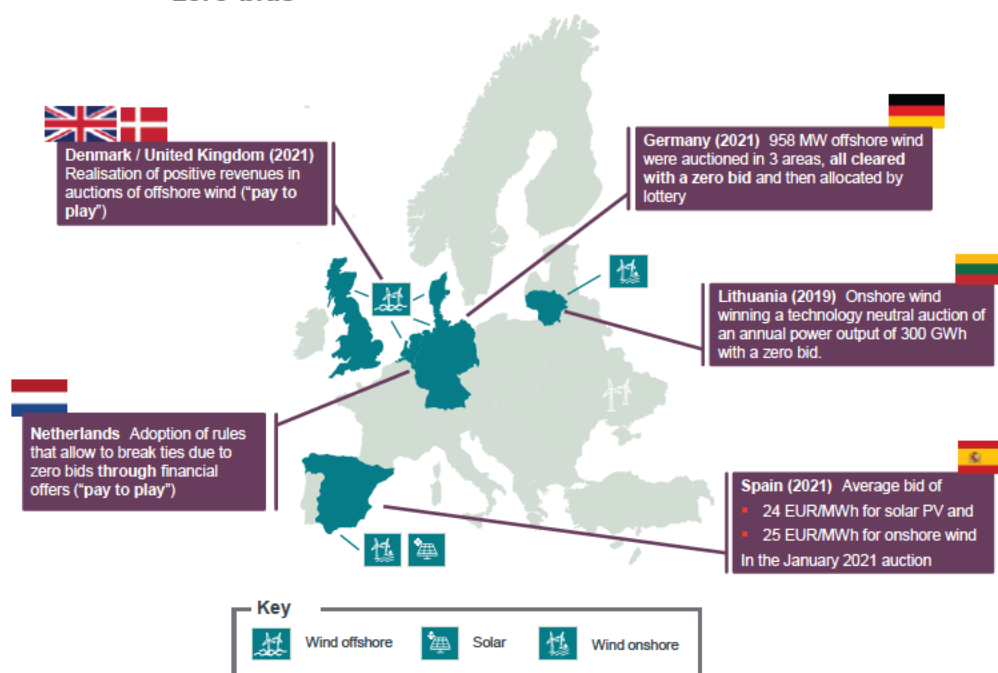 Denmark / United Kingdom (2021)
Realisation of positive revenues in
auctions of offshore wind ("pay to
play")
Germany (2021) 958 MW offshore wind
were auctioned in 3 areas, all cleared
with a zero bid and then allocated by
lottery
Lithuania (2019) Onshore wind
winning a technology neutral auction of
an annual power output of 300 GWh
with a zero bid.
Netherlands Adoption of rules
that allow to break ties due to
zero bids through financial
offers ("pay to play")
Spain (2021) Average bid of
▪ 24 EUR/MWh for solar PV and
▪ 25 EUR/MWh for onshore wind
In the January 2021 auction
Key
Wind offshore
Solar
Wind onshore